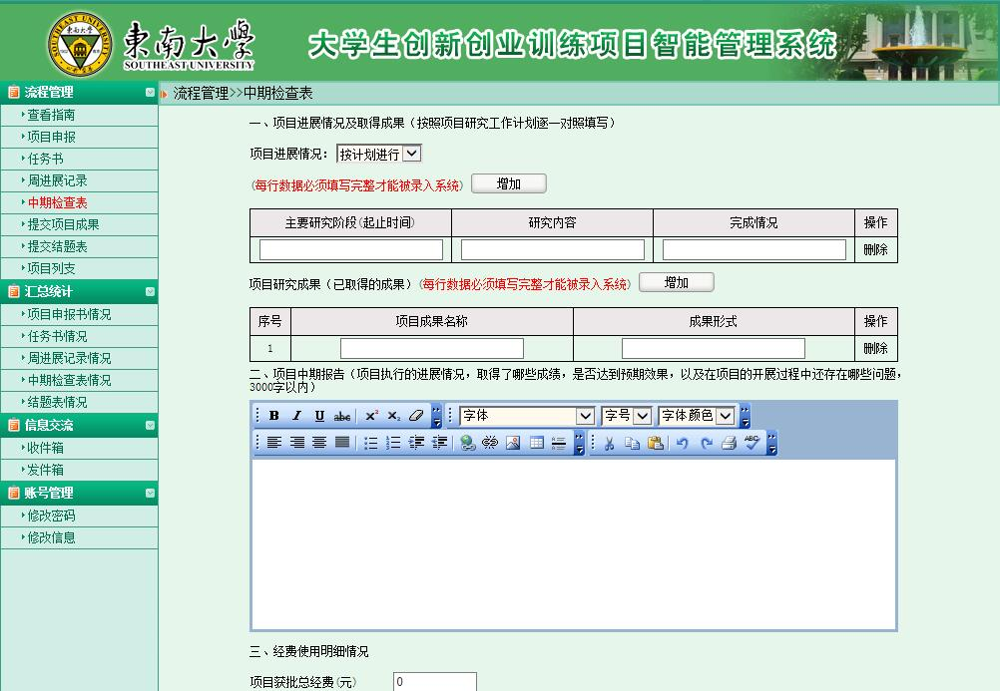 東南大學
SOUTHEAST UNIVERSITY
大学生创新创业训练项目智能管理系统
流程管理
查看指南
项目申报
任务书
周进展记录
中期检查表
提交项目成果
提交结题表
项目列支
汇总统计
项目申报书情况
任务书情况
周进展记录情况
中期检查表情况
结题表情况
信息交流
收件箱
发件箱
账号管理
修改密码
修改信息
流程管理>>中期检查表
一、项目进展情况及取得成果（按照项目研究工作计划逐一对照填写）
项目进展情况： 按计划进行
(每行数据必须填写完整才能被录入系统) 增加
主要研究阶段(起止时间) 研究内容 完成情况 操作
删除
项目研究成果（已取得的成果）(每行数据必须填写完整才能被录入系统) 增加
序号 项目成果名称 成果形式 操作
1 删除
二、项目中期报告（项目执行的进展情况，取得了哪些成绩，是否达到预期效果，以及在项目的开展过程中还存在哪些问题，
3000字以内）
B I U abc x² x₂ 字体 字号 字体颜色
ABC
三、经费使用明细情况
项目获批总经费(元) 0